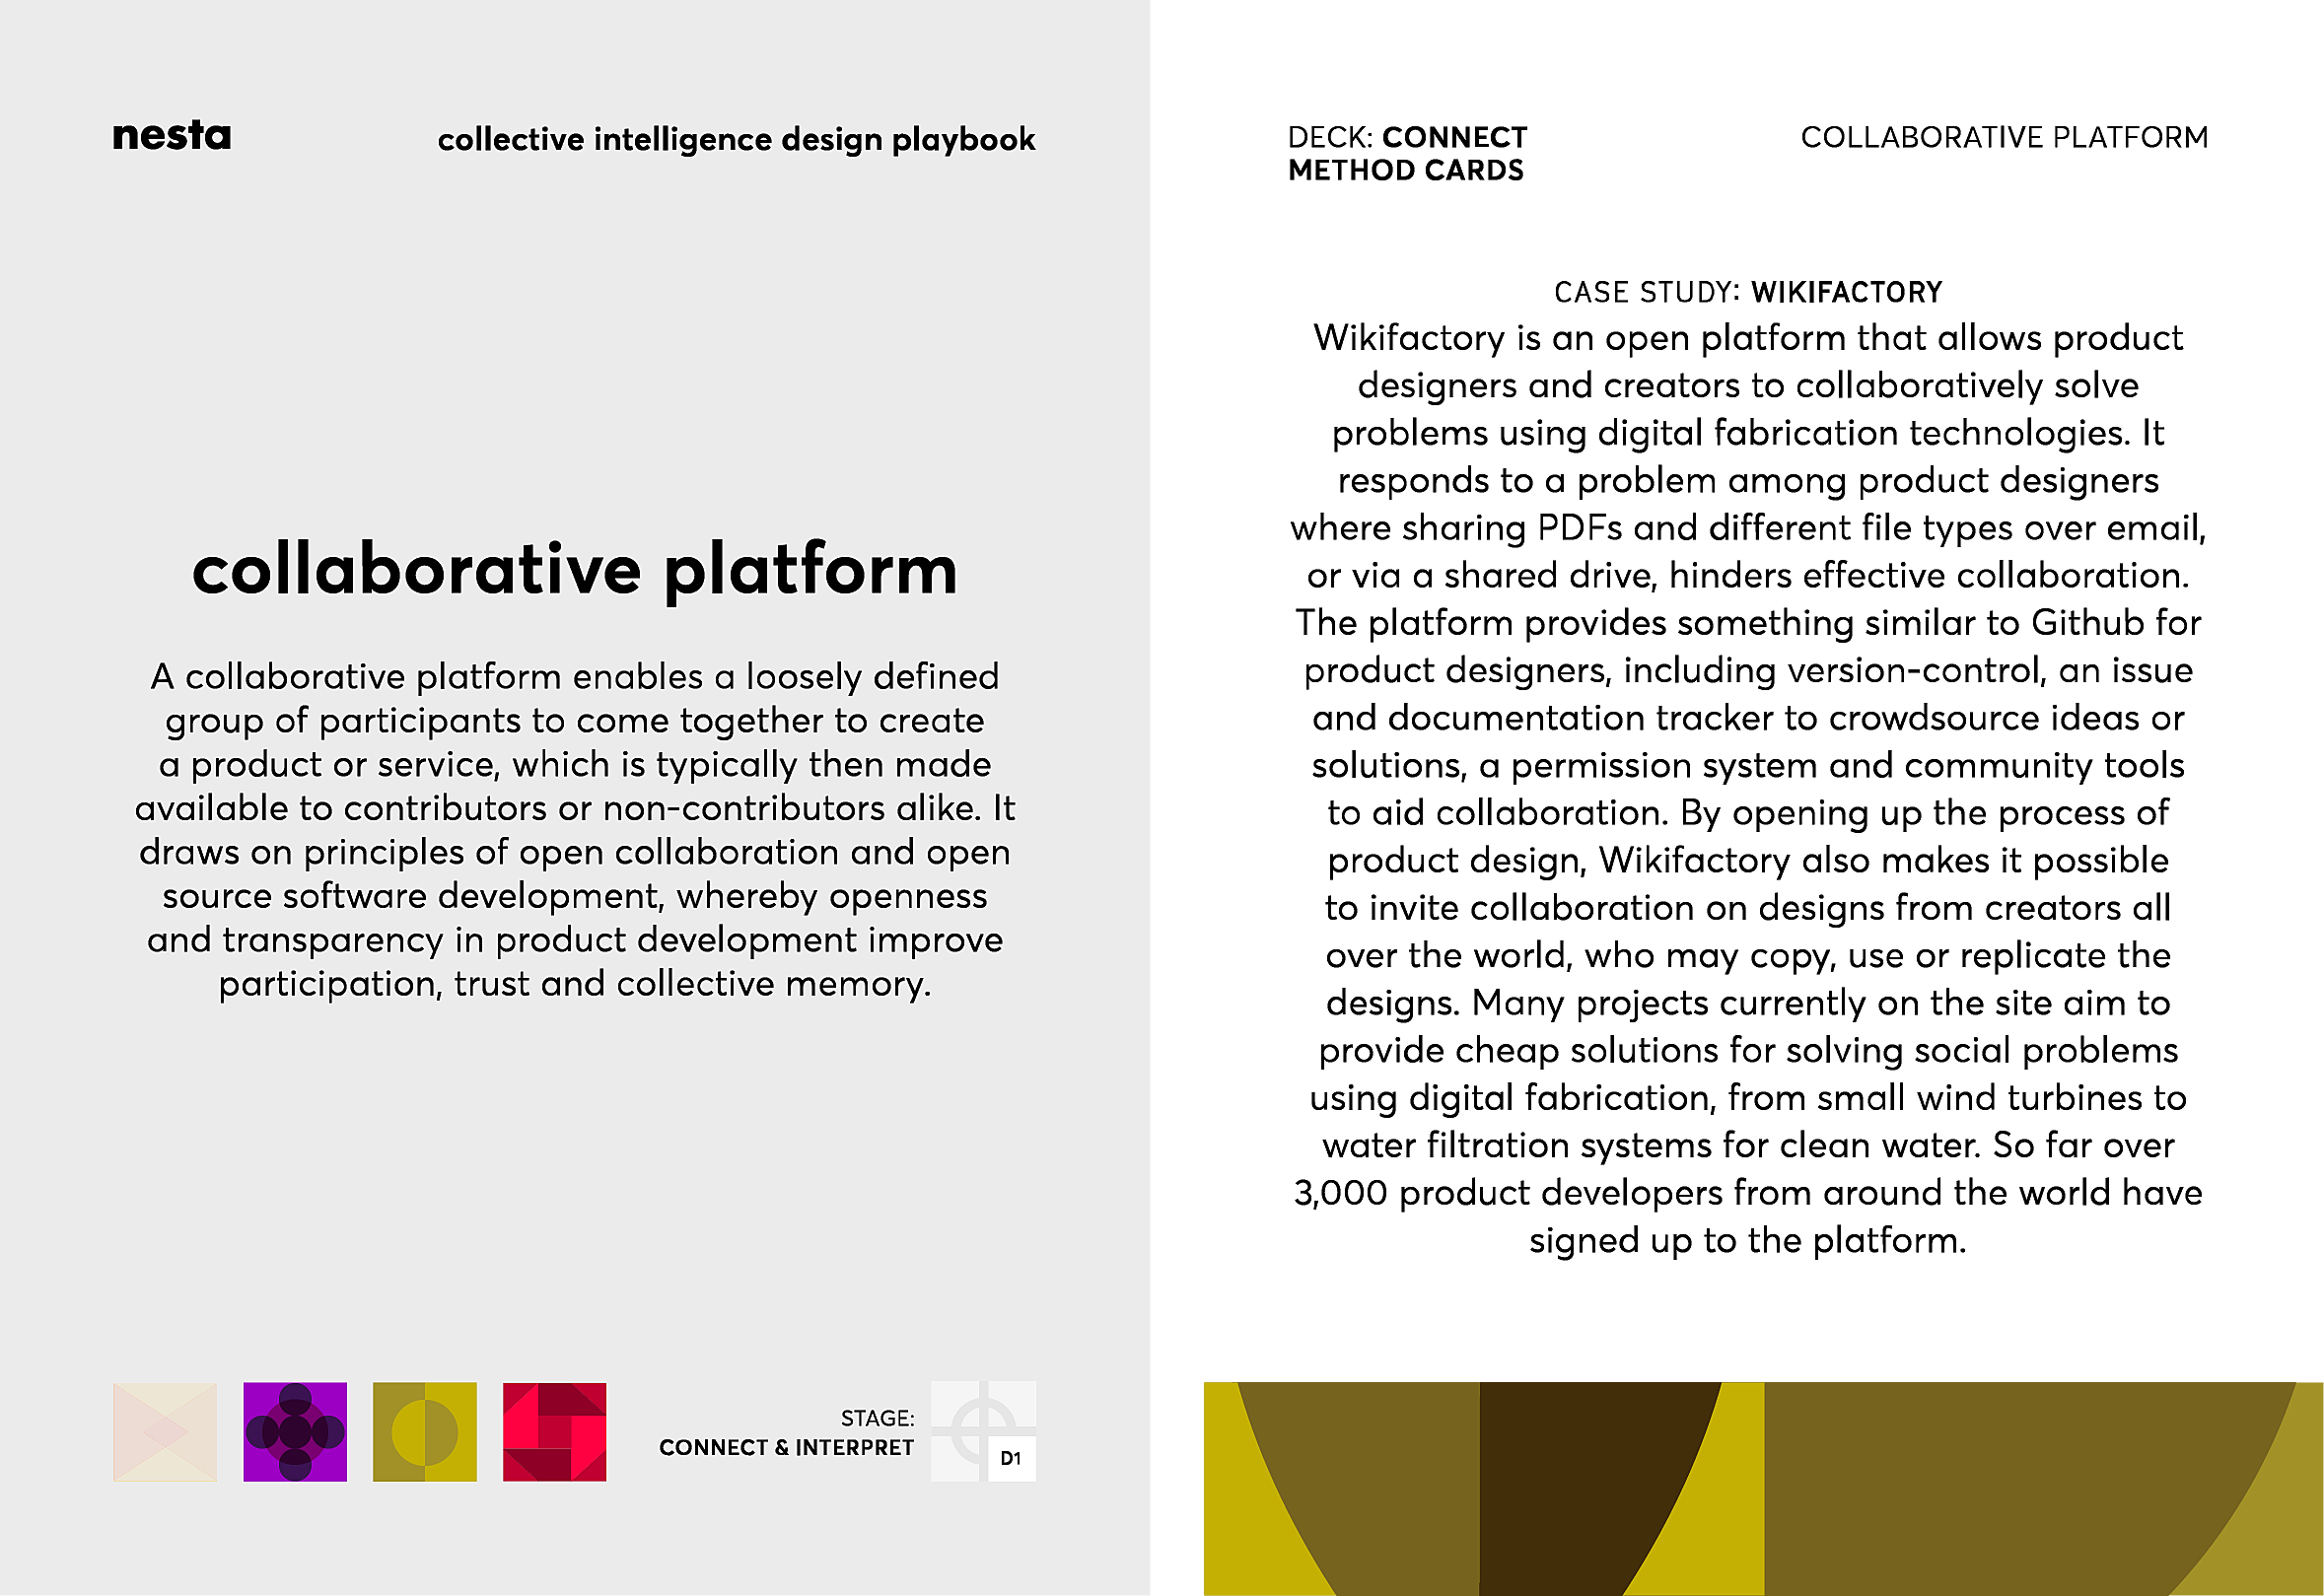 nesta
collective intelligence design playbook
collaborative platform
A collaborative platform enables a loosely defined
group of participants to come together to create
a product or service, which is typically then made
available to contributors or non-contributors alike. It
draws on principles of open collaboration and open
source software development, whereby openness
and transparency in product development improve
participation, trust and collective memory.
STAGE:
CONNECT & INTERPRET
D1
DECK: CONNECT
METHOD CARDS
COLLABORATIVE PLATFORM
CASE STUDY: WIKIFACTORY
Wikifactory is an open platform that allows product
designers and creators to collaboratively solve
problems using digital fabrication technologies. It
responds to a problem among product designers
where sharing PDFs and different file types over email,
or via a shared drive, hinders effective collaboration.
The platform provides something similar to Github for
product designers, including version-control, an issue
and documentation tracker to crowdsource ideas or
solutions, a permission system and community tools
to aid collaboration. By opening up the process of
product design, Wikifactory also makes it possible
to invite collaboration on designs from creators all
over the world, who may copy, use or replicate the
designs. Many projects currently on the site aim to
provide cheap solutions for solving social problems
using digital fabrication, from small wind turbines to
water filtration systems for clean water. So far over
3,000 product developers from around the world have
signed up to the platform.